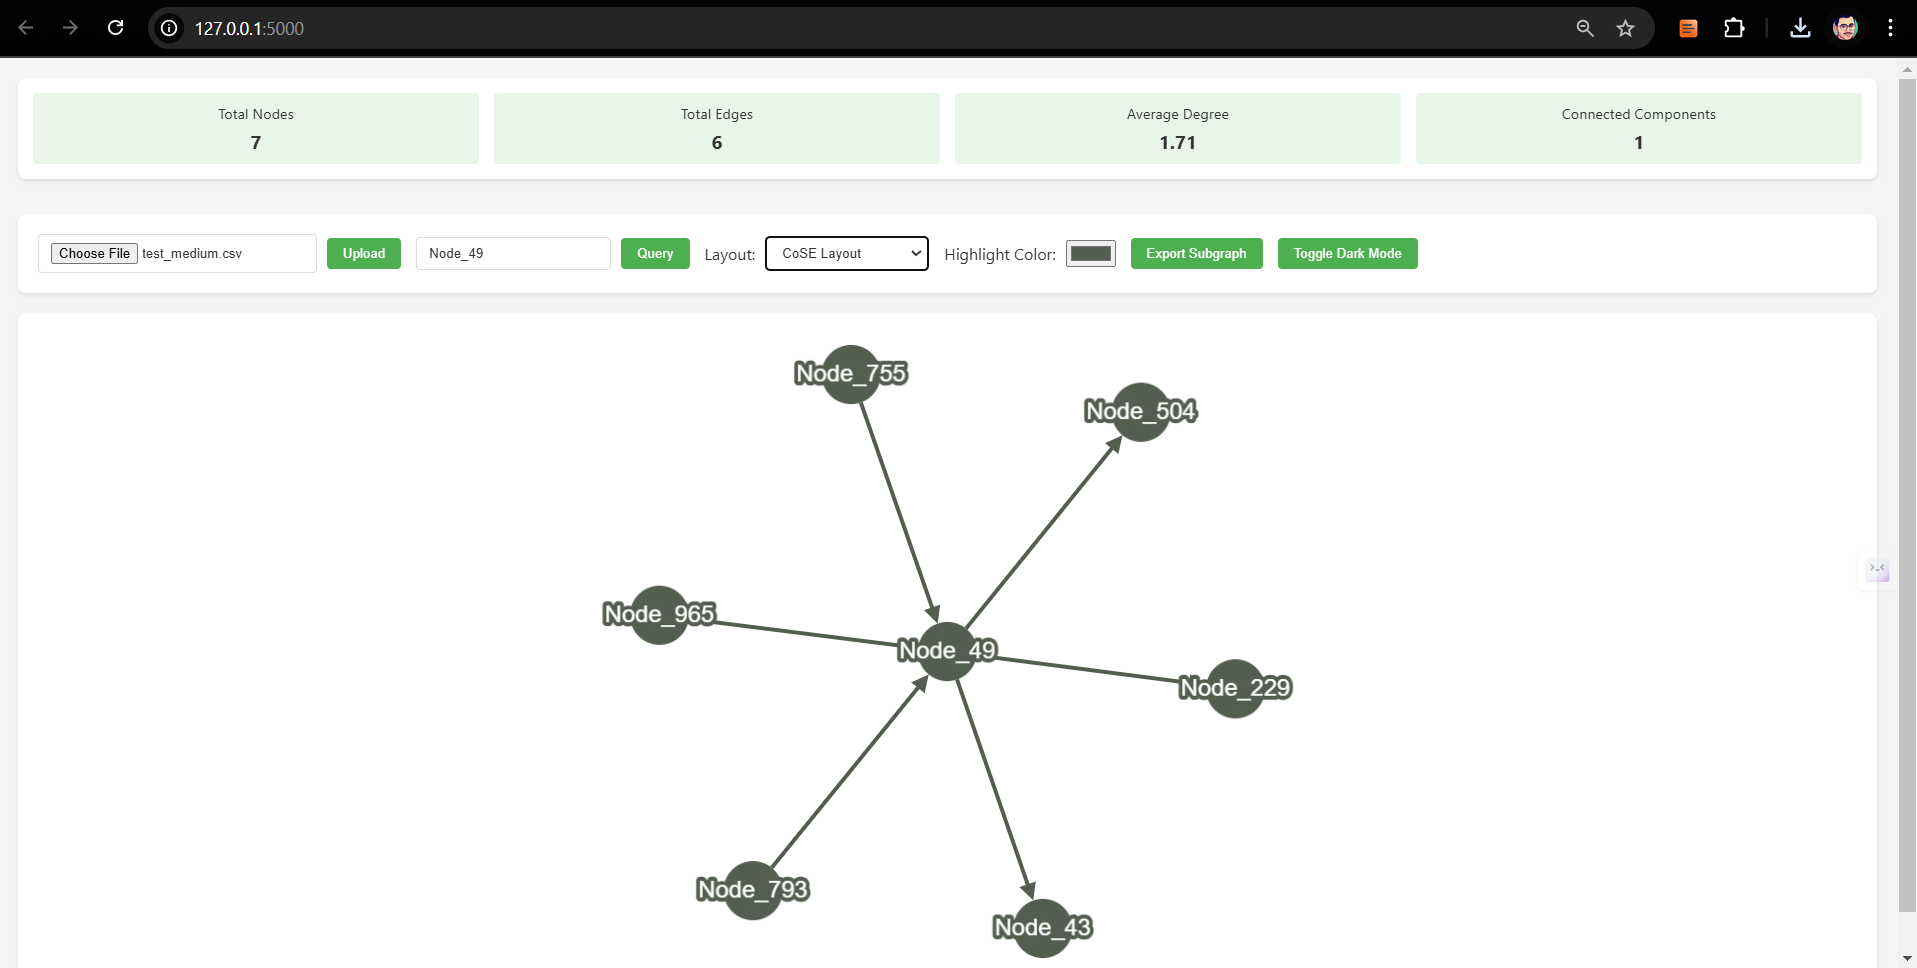 127.0.0.1:5000
Total Nodes
7
Total Edges
6
Average Degree
1.71
Connected Components
1
Choose File test_medium.csv Upload Node_49 Query Layout: CoSE Layout Highlight Color: Export Subgraph Toggle Dark Mode
Node_755
Node_504
Node_965
Node_49
Node_229
Node_793
Node_43